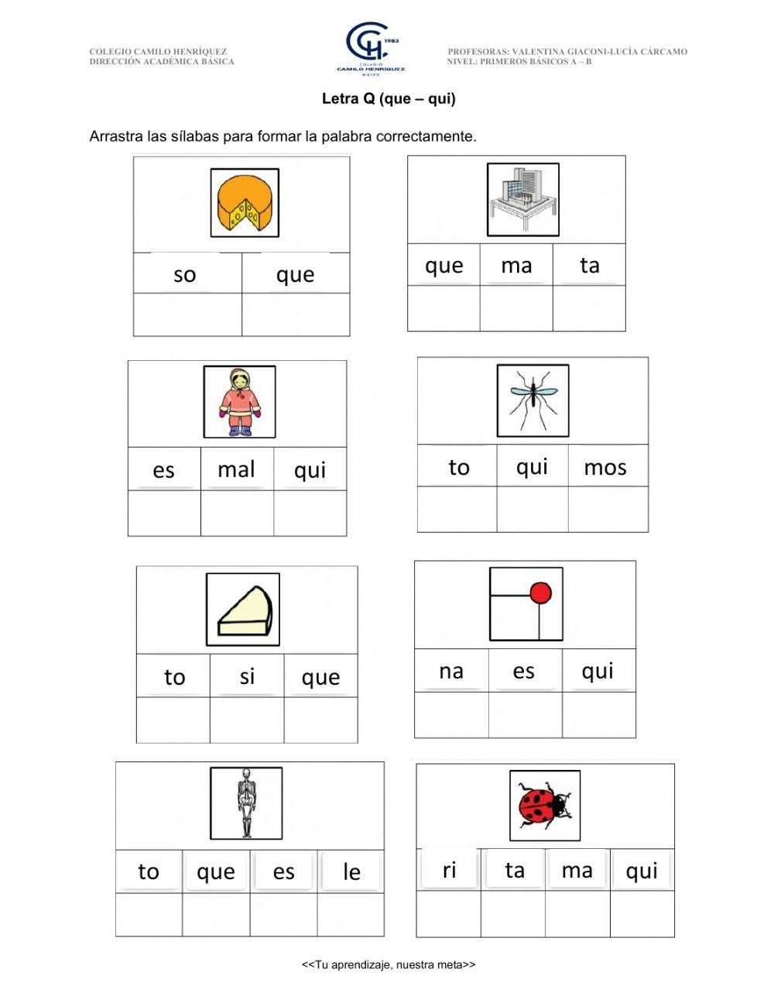 COLEGIO CAMILO HENRÍQUEZ
DIRECCIÓN ACADÉMICA BÁSICA
1983
CH
COLEGIO
CAMILO HENRÍQUEZ
MAIPÚ
PROFESORAS: VALENTINA GIACONI-LUCÍA CÁRCAMO
NIVEL: PRIMEROS BÁSICOS A – B
Letra Q (que – qui)
Arrastra las sílabas para formar la palabra correctamente.
so que
que ma ta
es mal qui
to qui mos
to si que
na es qui
to que es le
ri ta ma qui
<<Tu aprendizaje, nuestra meta>>